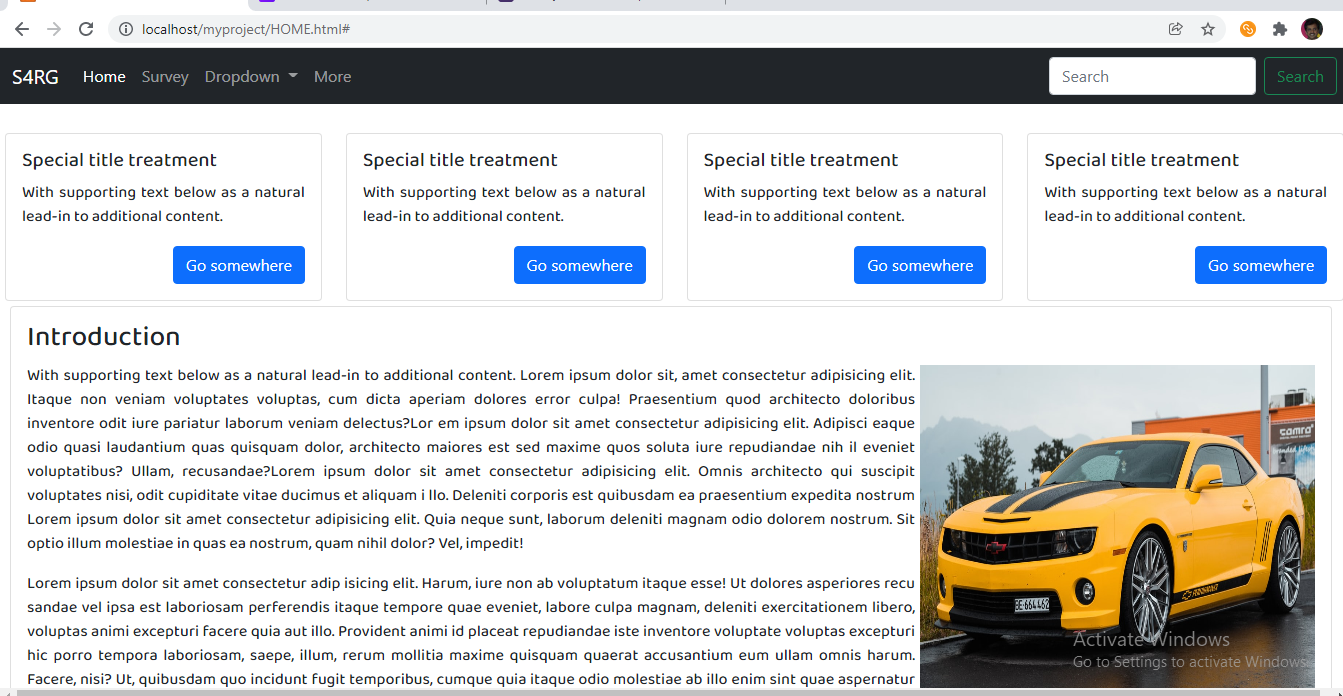 localhost/myproject/HOME.html#
S4RG Home Survey Dropdown More Search Search
Special title treatment
With supporting text below as a natural
lead-in to additional content.
Go somewhere
Special title treatment
With supporting text below as a natural
lead-in to additional content.
Go somewhere
Special title treatment
With supporting text below as a natural
lead-in to additional content.
Go somewhere
Special title treatment
With supporting text below as a natural
lead-in to additional content.
Go somewhere
Introduction
With supporting text below as a natural lead-in to additional content. Lorem ipsum dolor sit, amet consectetur adipisicing elit.
Itaque non veniam voluptates voluptas, cum dicta aperiam dolores error culpa! Praesentium quod architecto doloribus
inventore odit iure pariatur laborum veniam delectus?Lor em ipsum dolor sit amet consectetur adipisicing elit. Adipisci eaque
odio quasi laudantium quas quisquam dolor, architecto maiores est sed maxime quos soluta iure repudiandae nih il eveniet
voluptatibus? Ullam, recusandae?Lorem ipsum dolor sit amet consectetur adipisicing elit. Omnis architecto qui suscipit
voluptates nisi, odit cupiditate vitae ducimus et aliquam i llo. Deleniti corporis est quibusdam ea praesentium expedita nostrum
Lorem ipsum dolor sit amet consectetur adipisicing elit. Quia neque sunt, laborum deleniti magnam odio dolorem nostrum. Sit
optio illum molestiae in quas ea nostrum, quam nihil dolor? Vel, impedit!
Lorem ipsum dolor sit amet consectetur adip isicing elit. Harum, iure non ab voluptatum itaque esse! Ut dolores asperiores recu
sandae vel ipsa est laboriosam perferendis itaque tempore quae eveniet, labore culpa magnam, deleniti exercitationem libero,
voluptas animi excepturi facere quia aut illo. Provident animi id placeat repudiandae iste inventore voluptate voluptas excepturi
hic porro tempora laboriosam, saepe, illum, rerum mollitia maxime quisquam quaerat accusantium eum ullam omnis harum.
Facere, nisi? Ut, quibusdam quo incidunt fugit temporibus, cumque quia itaque odio molestiae ab illo enim sint quae aspernatur
camro
BE 664462
Activate Windows
Go to Settings to activate Windows.